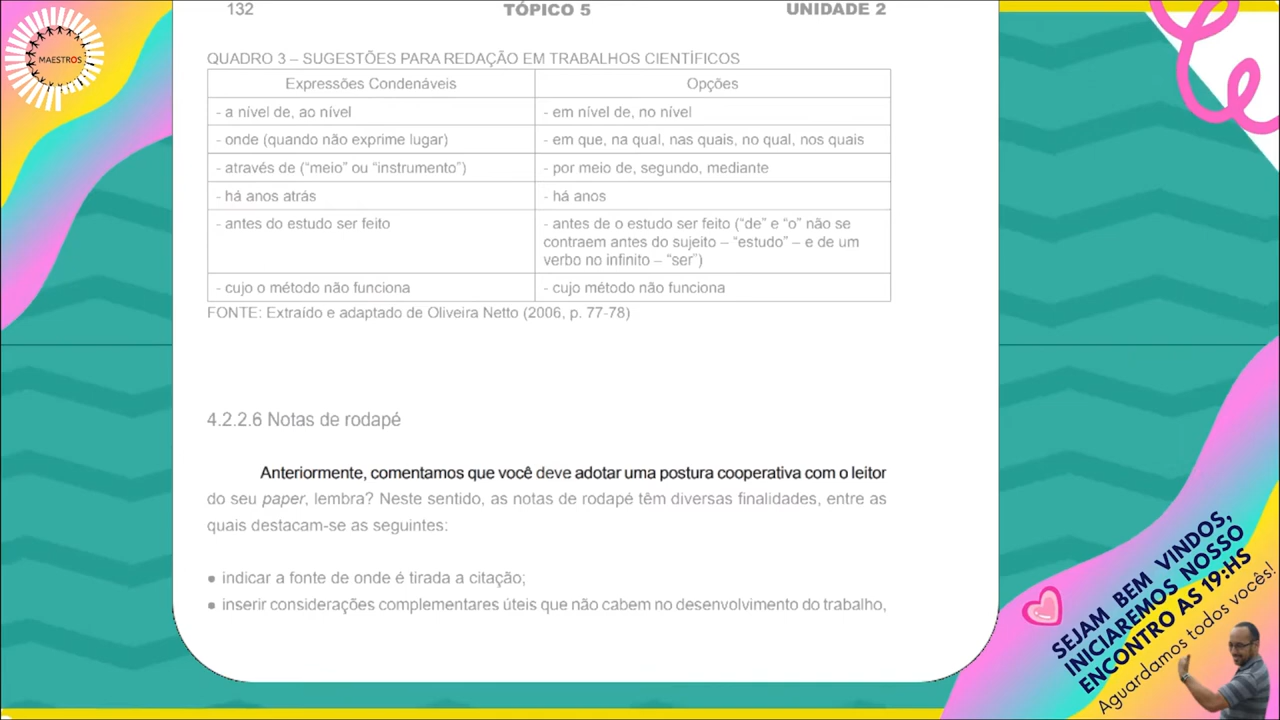 MAESTROS
132 TÓPICO 5 UNIDADE 2
QUADRO 3 – SUGESTÕES PARA REDAÇÃO EM TRABALHOS CIENTÍFICOS
Expressões Condenáveis Opções
- a nível de, ao nível - em nível de, no nível
- onde (quando não exprime lugar) - em que, na qual, nas quais, no qual, nos quais
- através de (“meio” ou “instrumento”) - por meio de, segundo, mediante
- há anos atrás - há anos
- antes do estudo ser feito - antes de o estudo ser feito (“de” e “o” não se
contraem antes do sujeito – “estudo” – e de um
verbo no infinito – “ser”)
- cujo o método não funciona - cujo método não funciona
FONTE: Extraído e adaptado de Oliveira Netto (2006, p. 77-78)
4.2.2.6 Notas de rodapé
Anteriormente, comentamos que você deve adotar uma postura cooperativa com o leitor
do seu paper, lembra? Neste sentido, as notas de rodapé têm diversas finalidades, entre as
quais destacam-se as seguintes:
● indicar a fonte de onde é tirada a citação;
● inserir considerações complementares úteis que não cabem no desenvolvimento do trabalho,
SEJAM BEM VINDOS,
INICIAREMOS NOSSO
ENCONTRO AS 19:HS
Aguardamos todos vocês!